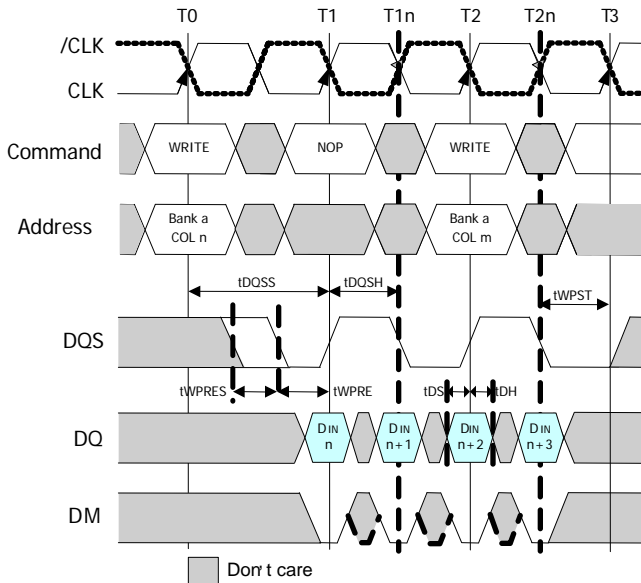 T0 T1 T1n T2 T2n T3
/CLK
CLK
Command WRITE NOP WRITE
Address Bank a COL n Bank a COL m
tDQSS tDQSH tWPST
DQS
tWPRES tWPRE tDS tDH
DQ DIN n DIN n+1 DIN n+2 DIN n+3
DM
Don't care